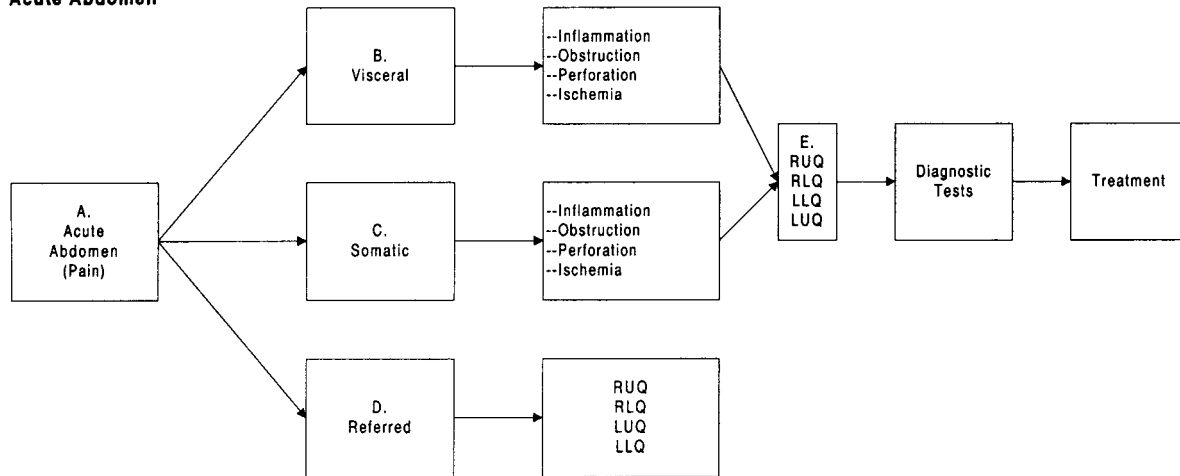 Acute Abdomen
B.
Visceral
--Inflammation
--Obstruction
--Perforation
--Ischemia
A.
Acute
Abdomen
(Pain)
C.
Somatic
--Inflammation
--Obstruction
--Perforation
--Ischemia
E.
RUQ
RLQ
LLQ
LUQ
Diagnostic
Tests
Treatment
D.
Referred
RUQ
RLQ
LUQ
LLQ